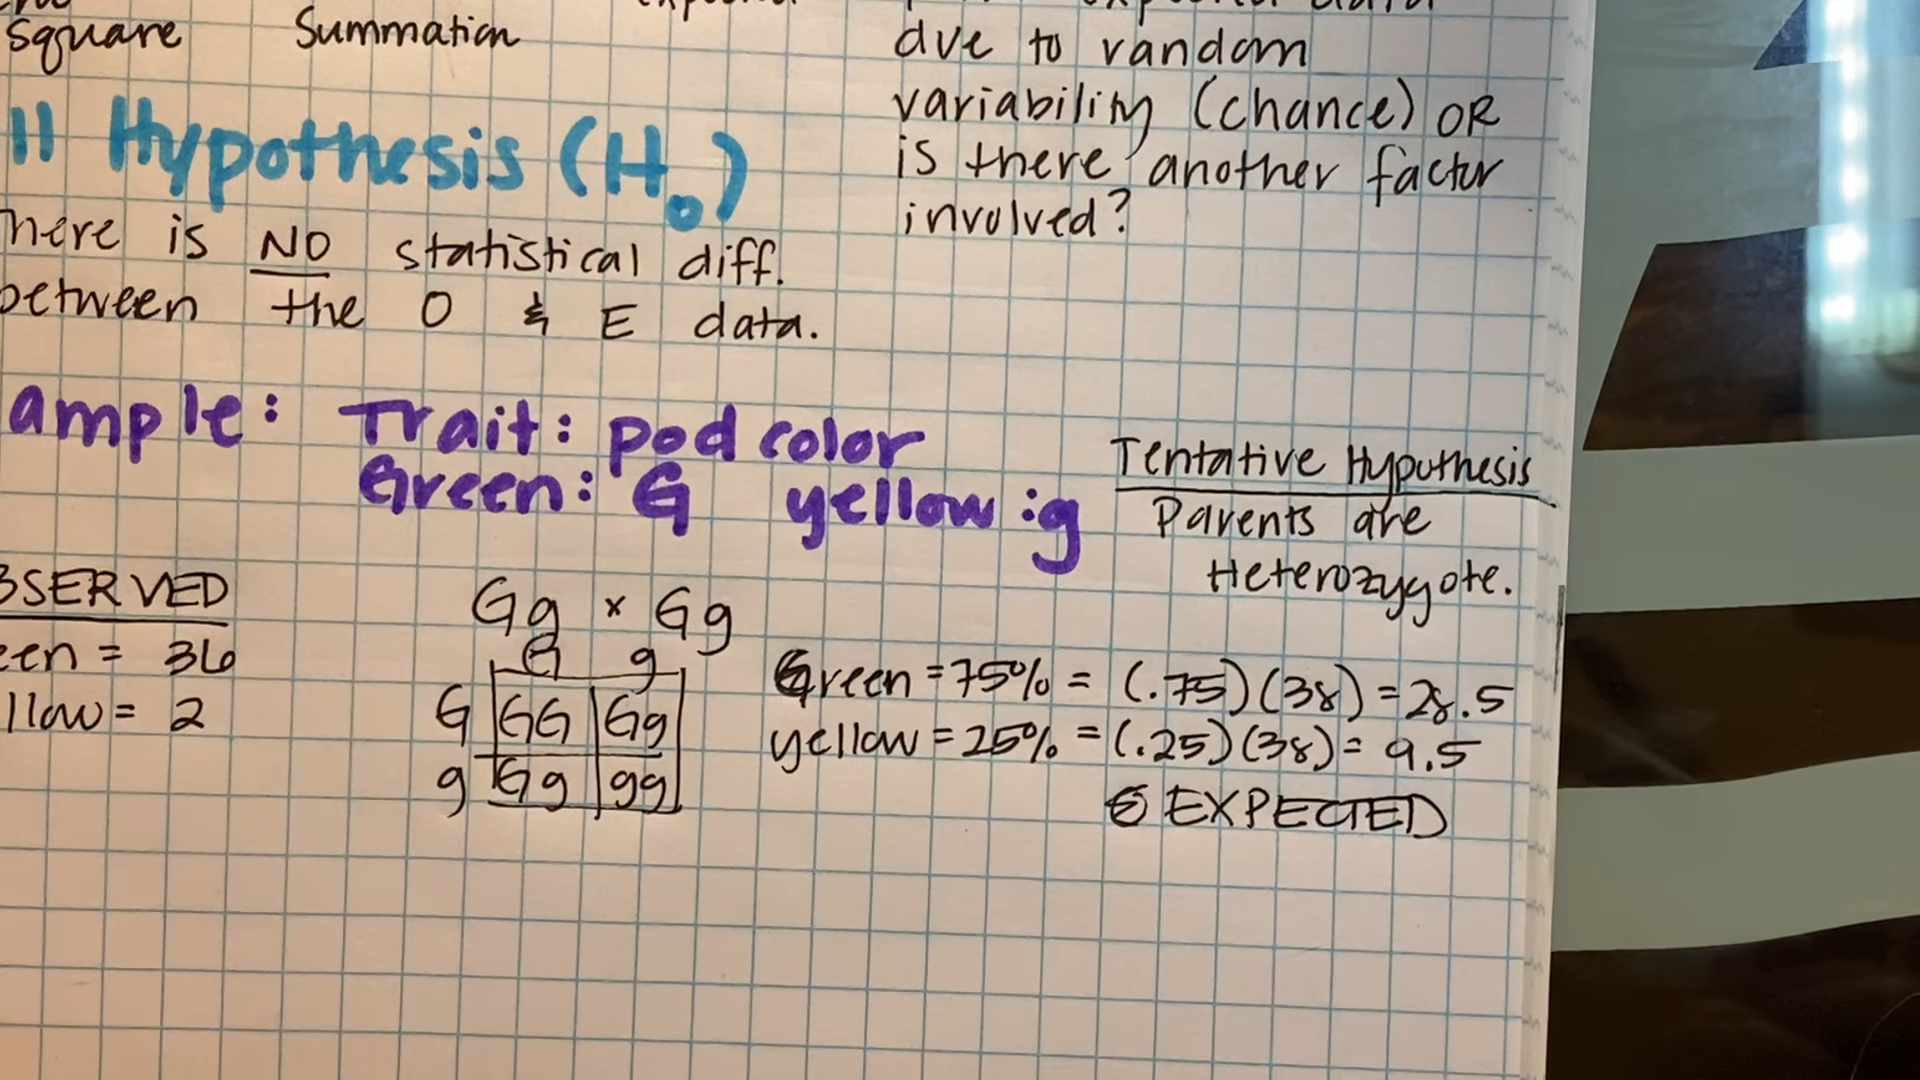 square Summation
due to random
variability (chance) OR
is there another factor
involved?
ll Hypothesis (H₀)
here is NO statistical diff.
between the O & E data.
ample: Trait: pod color
Green: G yellow: g
Tentative Hypothesis
Parents are
Heterozygote.
BSERVED
een = 36
llow = 2
Gg x Gg
G g
G GG Gg
g Gg gg
Green = 75% = (.75)(38) = 28.5
yellow = 25% = (.25)(38) = 9.5
EXPECTED